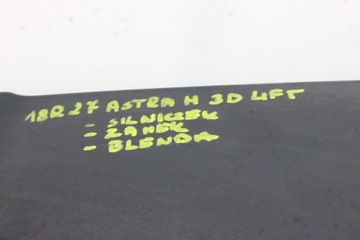 18R27 ASTRA H 3D LIFT
- SILNICZEK
- ZAMEK
- BLENDA